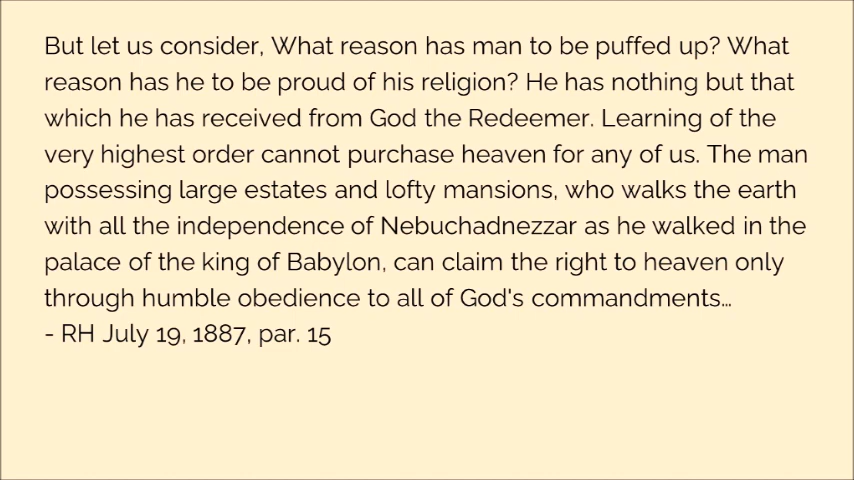 But let us consider, What reason has man to be puffed up? What
reason has he to be proud of his religion? He has nothing but that
which he has received from God the Redeemer. Learning of the
very highest order cannot purchase heaven for any of us. The man
possessing large estates and lofty mansions, who walks the earth
with all the independence of Nebuchadnezzar as he walked in the
palace of the king of Babylon, can claim the right to heaven only
through humble obedience to all of God's commandments...
- RH July 19, 1887, par. 15